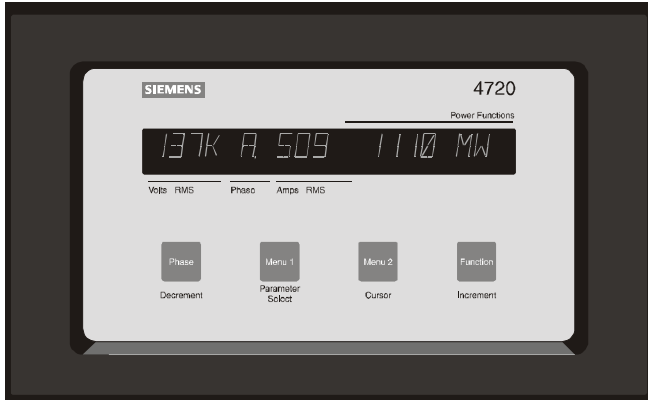 SIEMENS 4720
Power Functions
137K A. 509 1110 MW
Volts RMS Phase Amps RMS
Phase Menu 1 Menu 2 Function
Decrement Parameter Select Cursor Increment